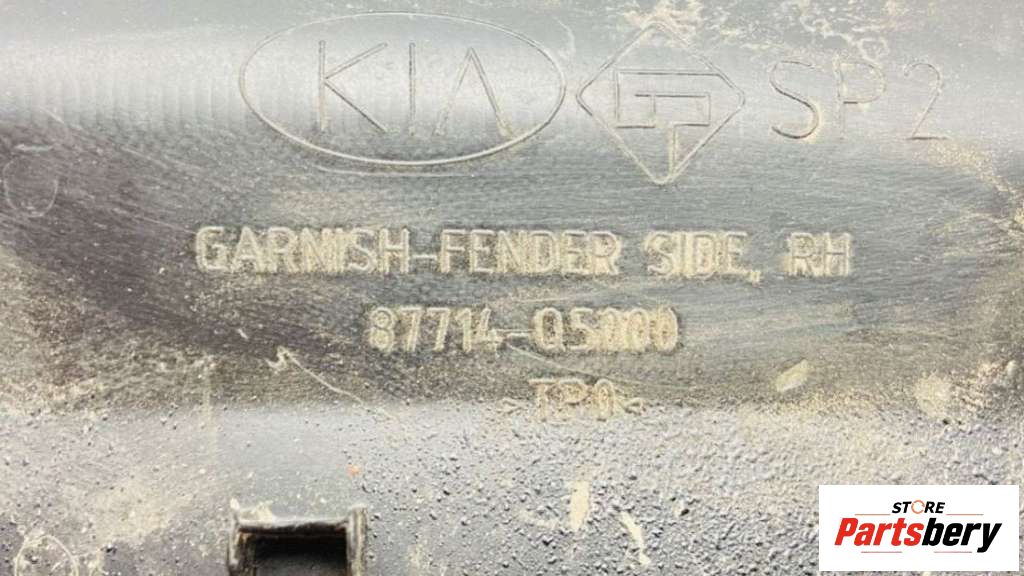 KIA SP2
GARNISH-FENDER SIDE, RH
87714-Q5000
>TPO<
STORE
Partsbery